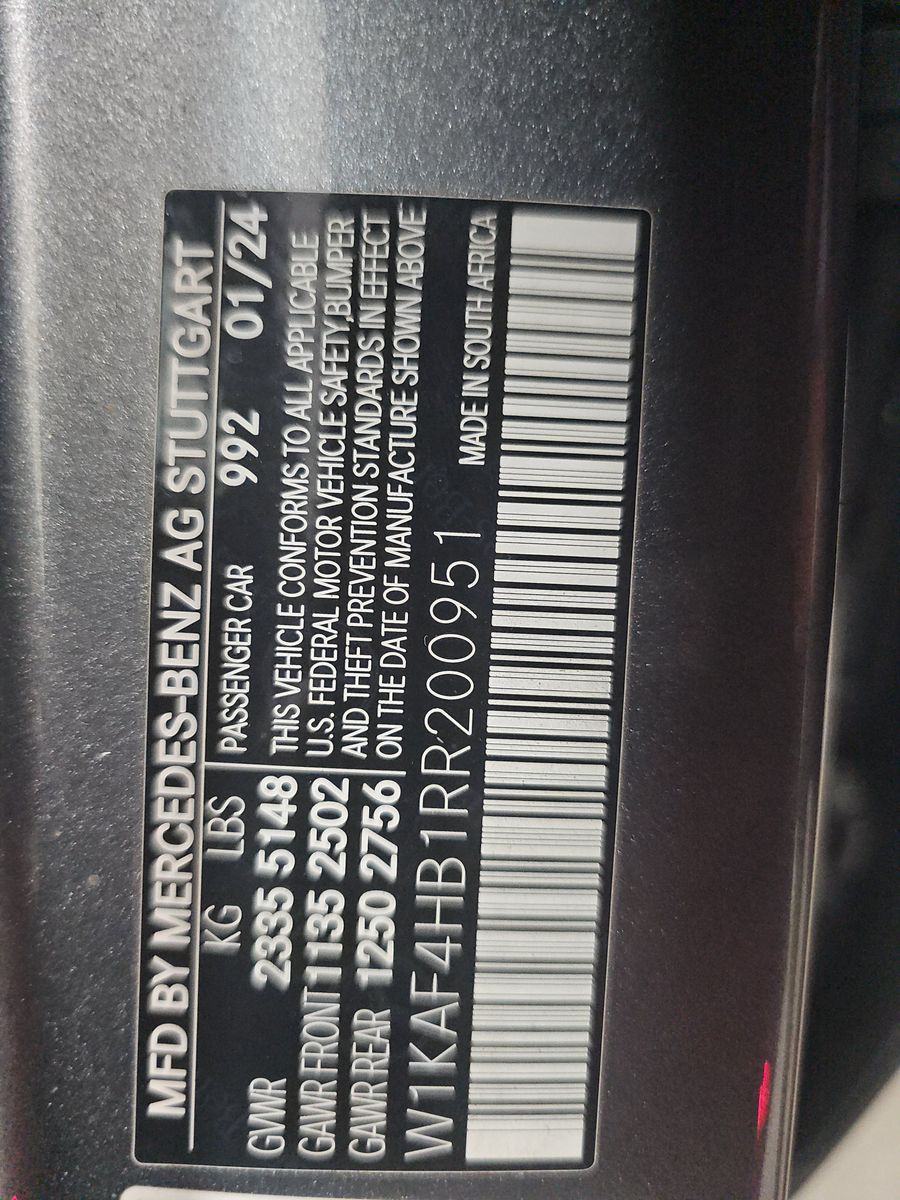 MFD BY MERCEDES-BENZ AG STUTTGART
KG LBS PASSENGER CAR 992 01/24
GWR 2335 5148 THIS VEHICLE CONFORMS TO ALL APPLICABLE
GAWR FRONT 1135 2502 U.S. FEDERAL MOTOR VEHICLE SAFETY,BUMPER
GAWR REAR 1250 2756 AND THEFT PREVENTION STANDARDS IN EFFECT
ON THE DATE OF MANUFACTURE SHOWN ABOVE
W1KAF4HB1RR200951 MADE IN SOUTH AFRICA